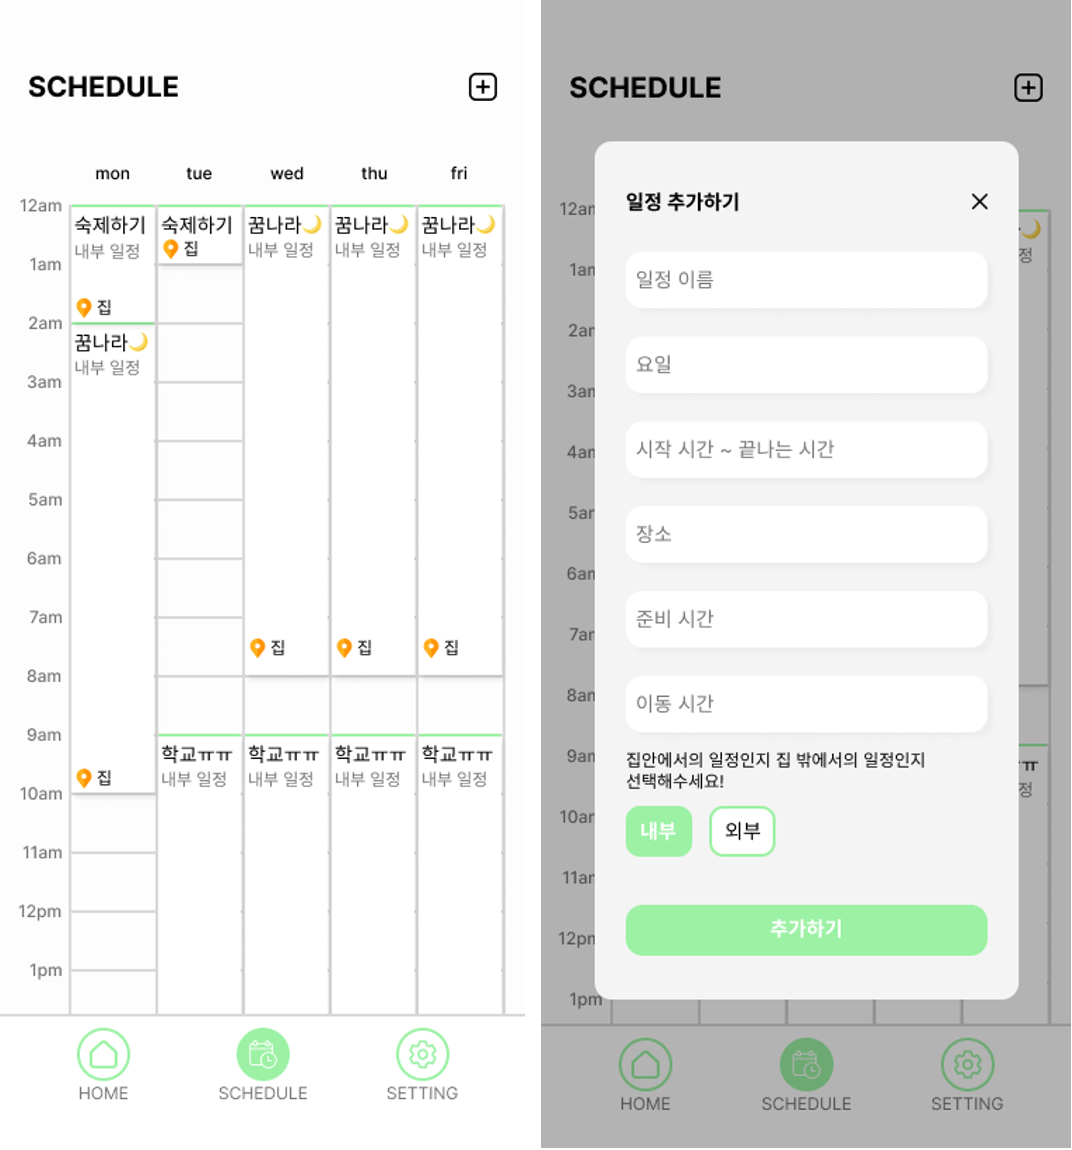 SCHEDULE
mon tue wed thu fri
12am
숙제하기 숙제하기 꿈나라🌙 꿈나라🌙 꿈나라🌙
내부 일정 집 내부 일정 내부 일정 내부 일정
1am
집
2am
꿈나라🌙
내부 일정
3am
4am
5am
6am
7am
집 집 집
8am
9am
학교ㅠㅠ 학교ㅠㅠ 학교ㅠㅠ 학교ㅠㅠ
집 내부 일정 내부 일정 내부 일정 내부 일정
10am
11am
12pm
1pm
HOME SCHEDULE SETTING
SCHEDULE
일정 추가하기
일정 이름
요일
시작 시간 ~ 끝나는 시간
장소
준비 시간
이동 시간
집안에서의 일정인지 집 밖에서의 일정인지
선택해수세요!
내부 외부
추가하기
12am
1am
2am
3am
4am
5am
6am
7am
8am
9am
10am
11am
12pm
1pm
정
ㅠ
정
HOME SCHEDULE SETTING